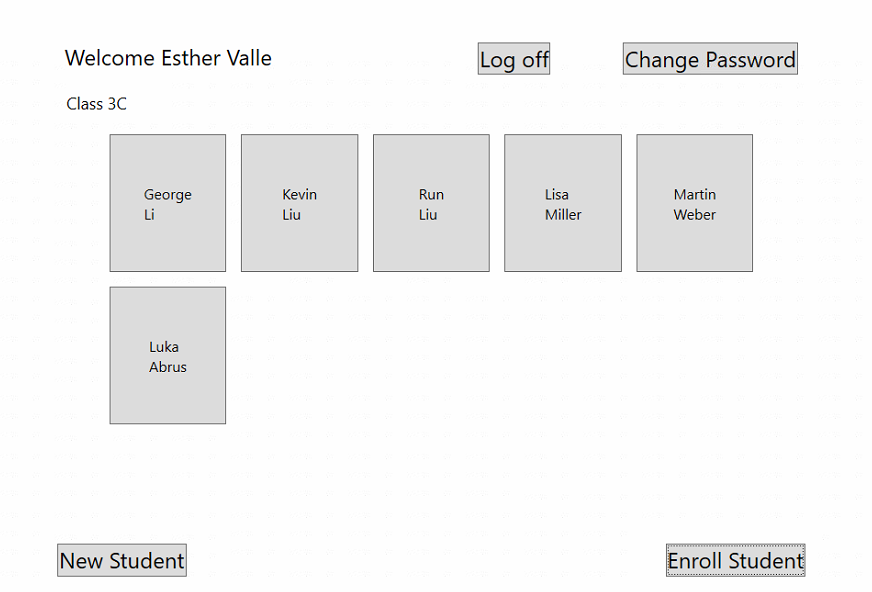 Welcome Esther Valle
Log off
Change Password
Class 3C
George
Li
Kevin
Liu
Run
Liu
Lisa
Miller
Martin
Weber
Luka
Abrus
New Student
Enroll Student